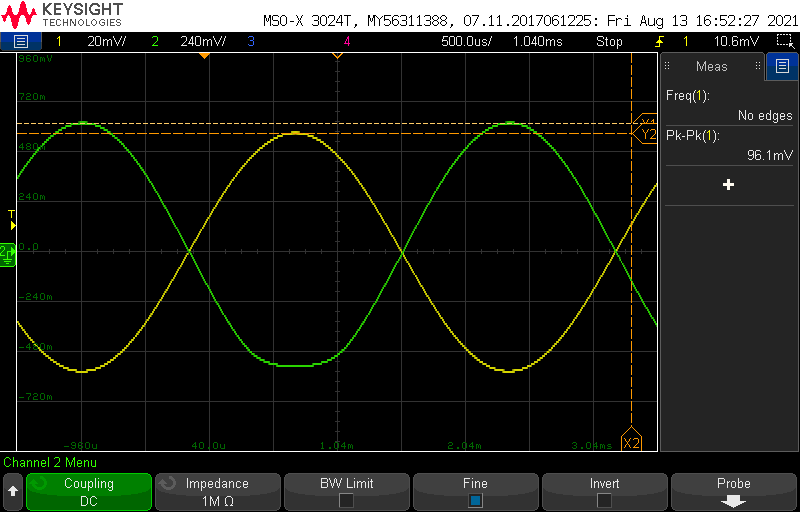 KEYSIGHT
TECHNOLOGIES
MSO-X 3024T, MY56311388, 07.11.2017061225: Fri Aug 13 16:52:27 2021
1 20mV/ 2 240mV/ 3 4 500.0us/ 1.040ms Stop 1 10.6mV
960mV
720m
480m
240m
0.0
-240m
-480m
-720m
-960u 40.0u 1.04m 2.04m 3.04ms
T
2
Y1
Y2
X2
Meas
Freq(1):
No edges
Pk-Pk(1):
96.1mV
Channel 2 Menu
Coupling
DC
Impedance
1M Ω
BW Limit
Fine
Invert
Probe